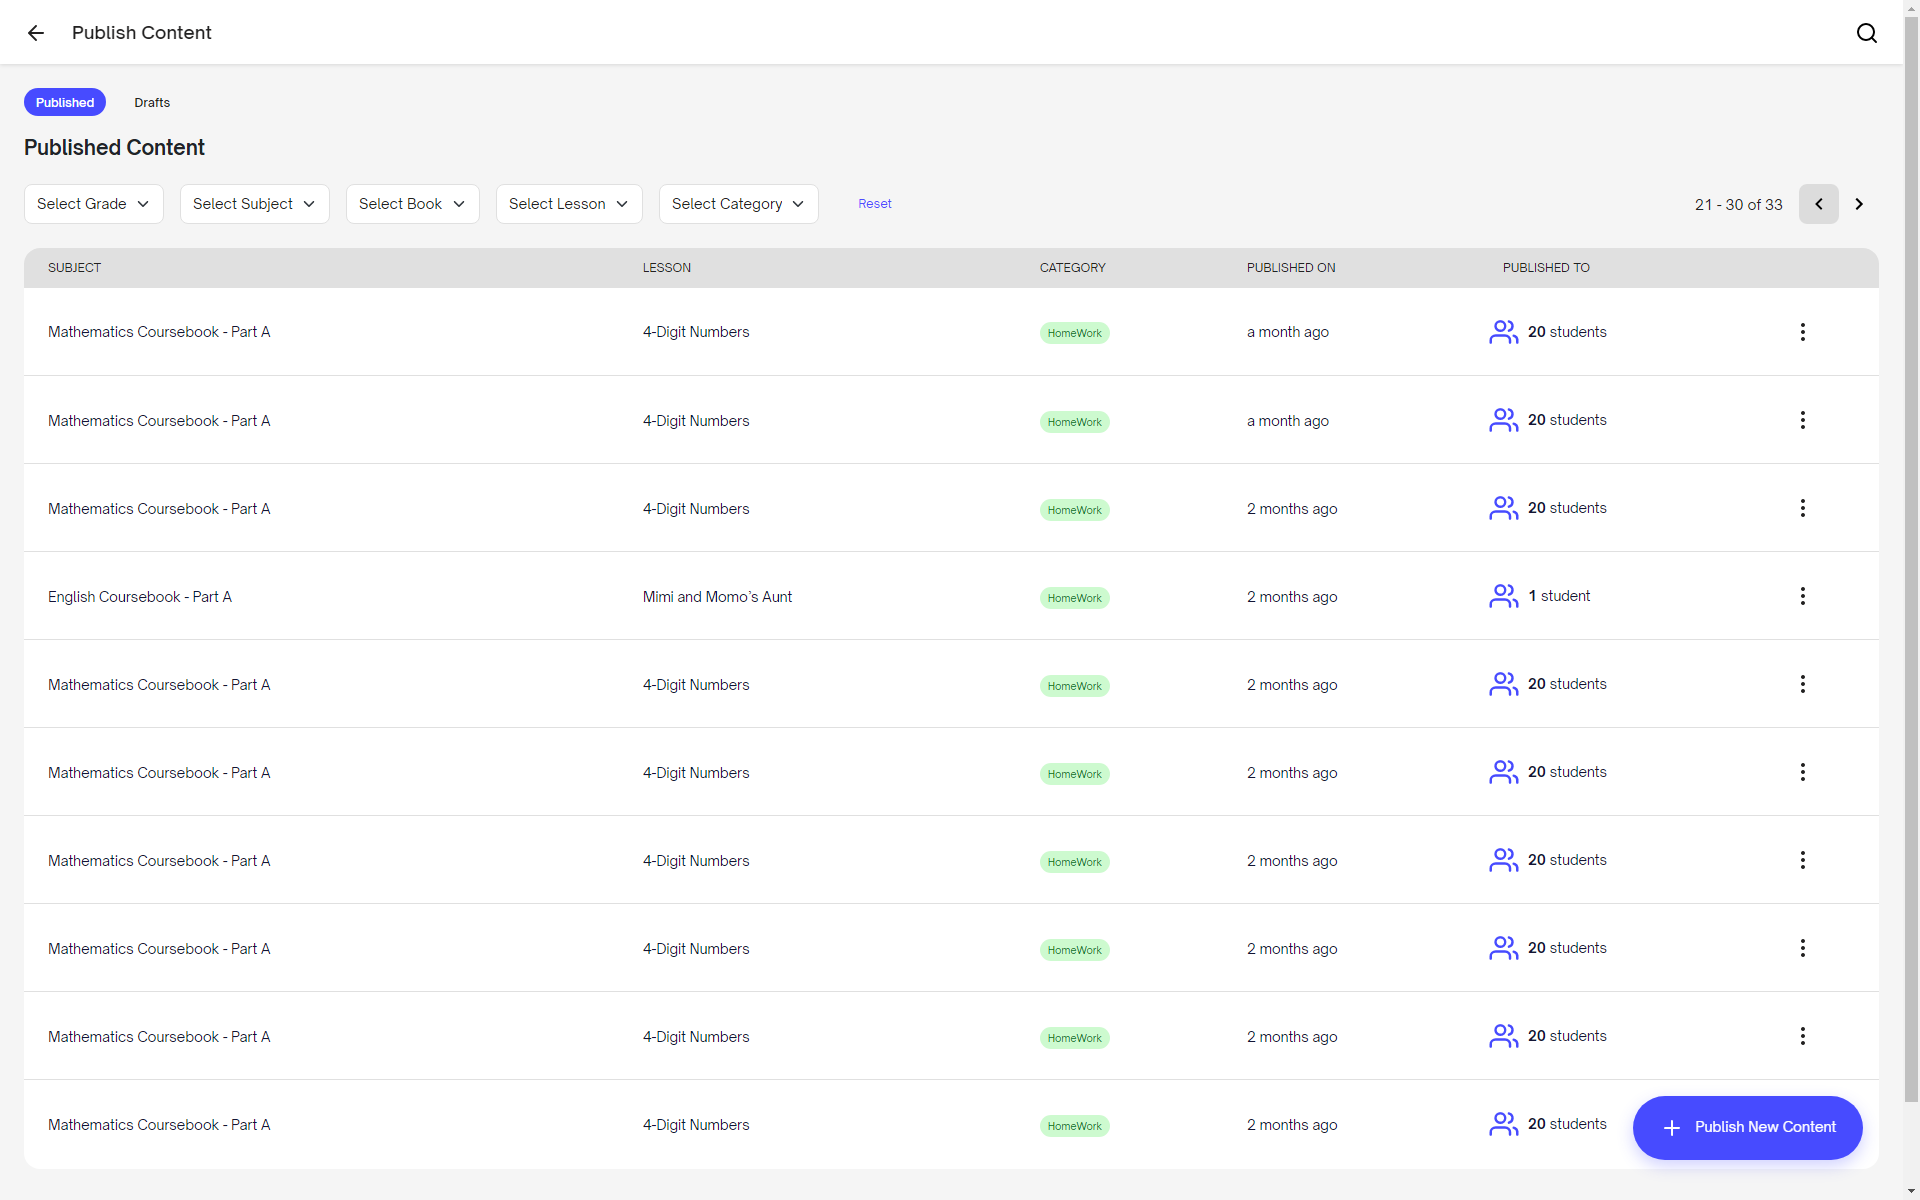 Publish Content
Published Drafts
Published Content
Select Grade Select Subject Select Book Select Lesson Select Category Reset 21 - 30 of 33
SUBJECT LESSON CATEGORY PUBLISHED ON PUBLISHED TO
Mathematics Coursebook - Part A 4-Digit Numbers HomeWork a month ago 20 students
Mathematics Coursebook - Part A 4-Digit Numbers HomeWork a month ago 20 students
Mathematics Coursebook - Part A 4-Digit Numbers HomeWork 2 months ago 20 students
English Coursebook - Part A Mimi and Momo’s Aunt HomeWork 2 months ago 1 student
Mathematics Coursebook - Part A 4-Digit Numbers HomeWork 2 months ago 20 students
Mathematics Coursebook - Part A 4-Digit Numbers HomeWork 2 months ago 20 students
Mathematics Coursebook - Part A 4-Digit Numbers HomeWork 2 months ago 20 students
Mathematics Coursebook - Part A 4-Digit Numbers HomeWork 2 months ago 20 students
Mathematics Coursebook - Part A 4-Digit Numbers HomeWork 2 months ago 20 students
Mathematics Coursebook - Part A 4-Digit Numbers HomeWork 2 months ago 20 students
Publish New Content